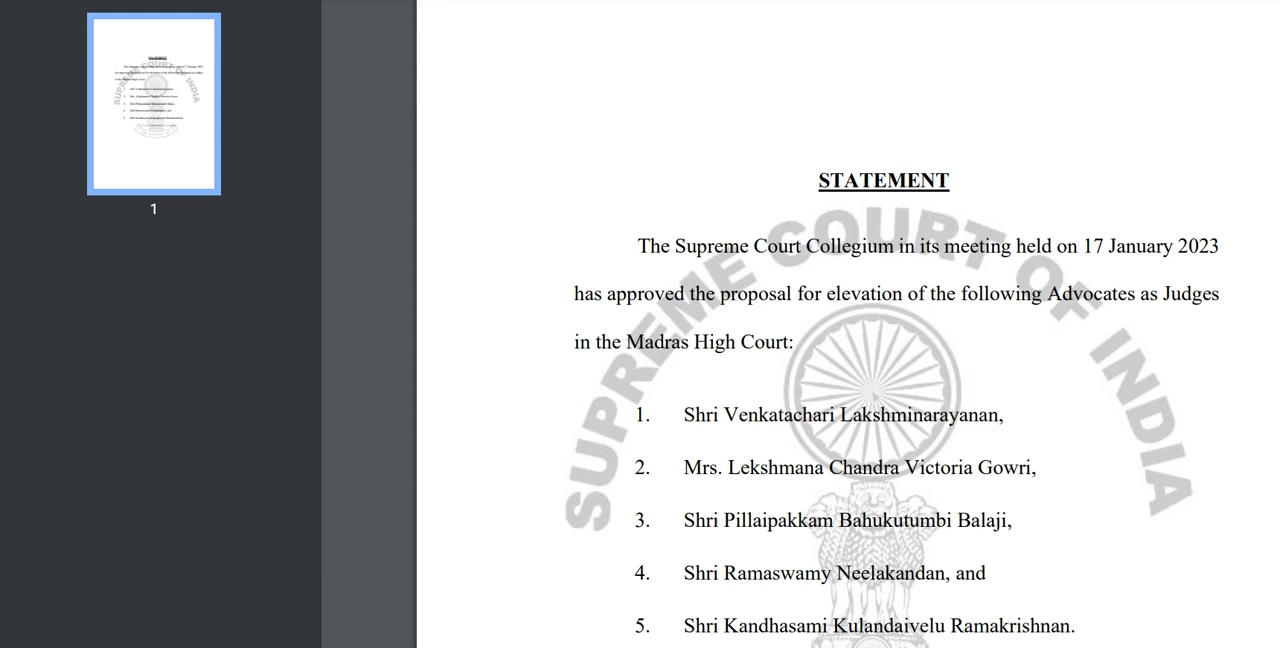 1
STATEMENT
The Supreme Court Collegium in its meeting held on 17 January 2023
has approved the proposal for elevation of the following Advocates as Judges
in the Madras High Court:
1. Shri Venkatachari Lakshminarayanan,
2. Mrs. Lekshmana Chandra Victoria Gowri,
3. Shri Pillaipakkam Bahukutumbi Balaji,
4. Shri Ramaswamy Neelakandan, and
5. Shri Kandhasami Kulandaivelu Ramakrishnan.
SUPREME COURT OF INDIA